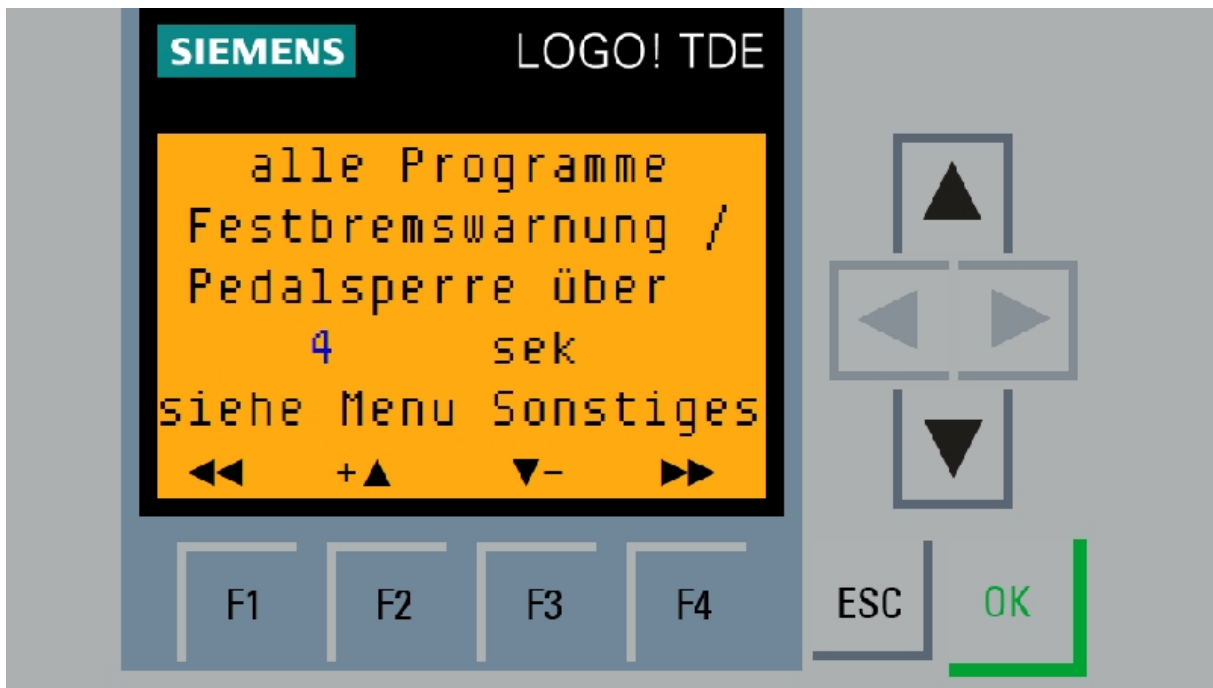 SIEMENS LOGO! TDE
alle Programme
Festbremswarnung /
Pedalsperre über
4 sek
siehe Menu Sonstiges
◀◀ +▲ ▼- ▶▶
F1 F2 F3 F4 ESC OK